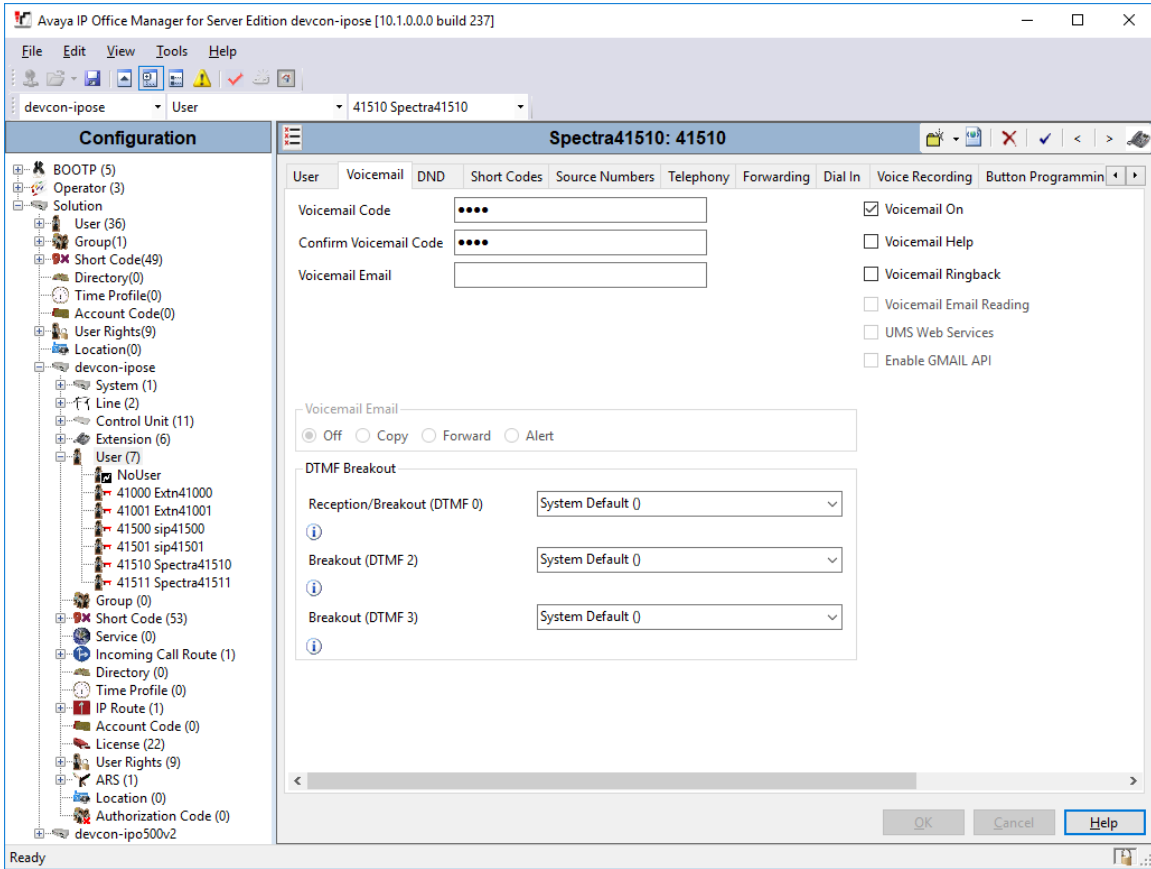 Avaya IP Office Manager for Server Edition devcon-ipose [10.1.0.0.0 build 237]
File Edit View Tools Help
devcon-ipose User 41510 Spectra41510
Configuration
BOOTP (5)
Operator (3)
Solution
User (36)
Group(1)
Short Code(49)
Directory(0)
Time Profile(0)
Account Code(0)
User Rights(9)
Location(0)
devcon-ipose
System (1)
Line (2)
Control Unit (11)
Extension (6)
User (7)
NoUser
41000 Extn41000
41001 Extn41001
41500 sip41500
41501 sip41501
41510 Spectra41510
41511 Spectra41511
Group (0)
Short Code (53)
Service (0)
Incoming Call Route (1)
Directory (0)
Time Profile (0)
IP Route (1)
Account Code (0)
License (22)
User Rights (9)
ARS (1)
Location (0)
Authorization Code (0)
devcon-ipo500v2
Spectra41510: 41510
User Voicemail DND Short Codes Source Numbers Telephony Forwarding Dial In Voice Recording Button Programmin
Voicemail Code ●●●●
Confirm Voicemail Code ●●●●
Voicemail Email
Voicemail On
Voicemail Help
Voicemail Ringback
Voicemail Email Reading
UMS Web Services
Enable GMAIL API
Voicemail Email
Off Copy Forward Alert
DTMF Breakout
Reception/Breakout (DTMF 0) System Default ()
Breakout (DTMF 2) System Default ()
Breakout (DTMF 3) System Default ()
OK Cancel Help
Ready